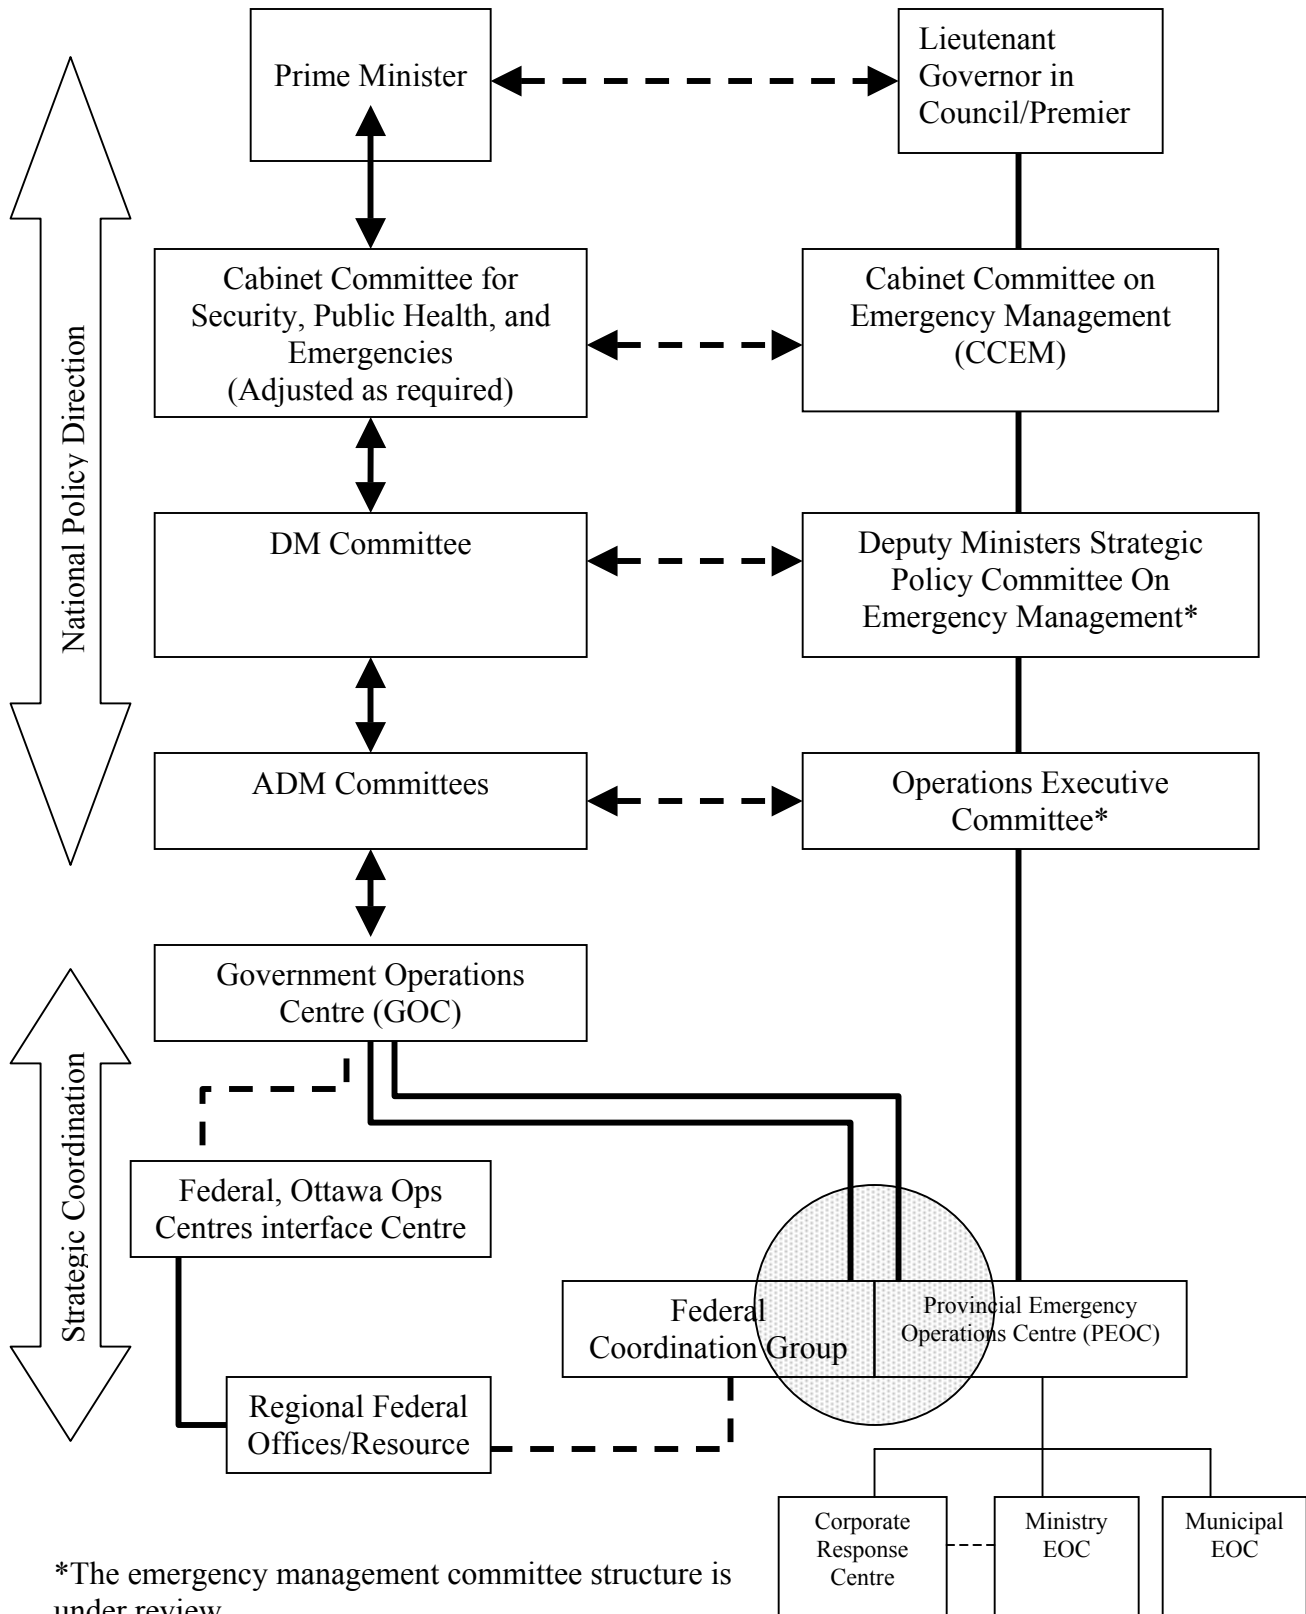 Prime Minister
Lieutenant
Governor in
Council/Premier
National Policy Direction
Cabinet Committee for
Security, Public Health, and
Emergencies
(Adjusted as required)
Cabinet Committee on
Emergency Management
(CCEM)
DM Committee
Deputy Ministers Strategic
Policy Committee On
Emergency Management*
ADM Committees
Operations Executive
Committee*
Government Operations
Centre (GOC)
Strategic Coordination
Federal, Ottawa Ops
Centres interface Centre
Federal
Coordination Group
Provincial Emergency
Operations Centre (PEOC)
Regional Federal
Offices/Resource
Corporate
Response
Centre
Ministry
EOC
Municipal
EOC
*The emergency management committee structure is
under review